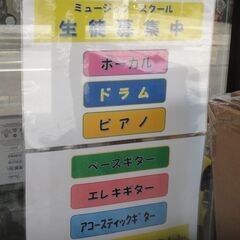 ミュージック・スクール
生徒募集中
ボーカル
ドラム
ピアノ
ベースギター
エレキギター
アコースティックギター